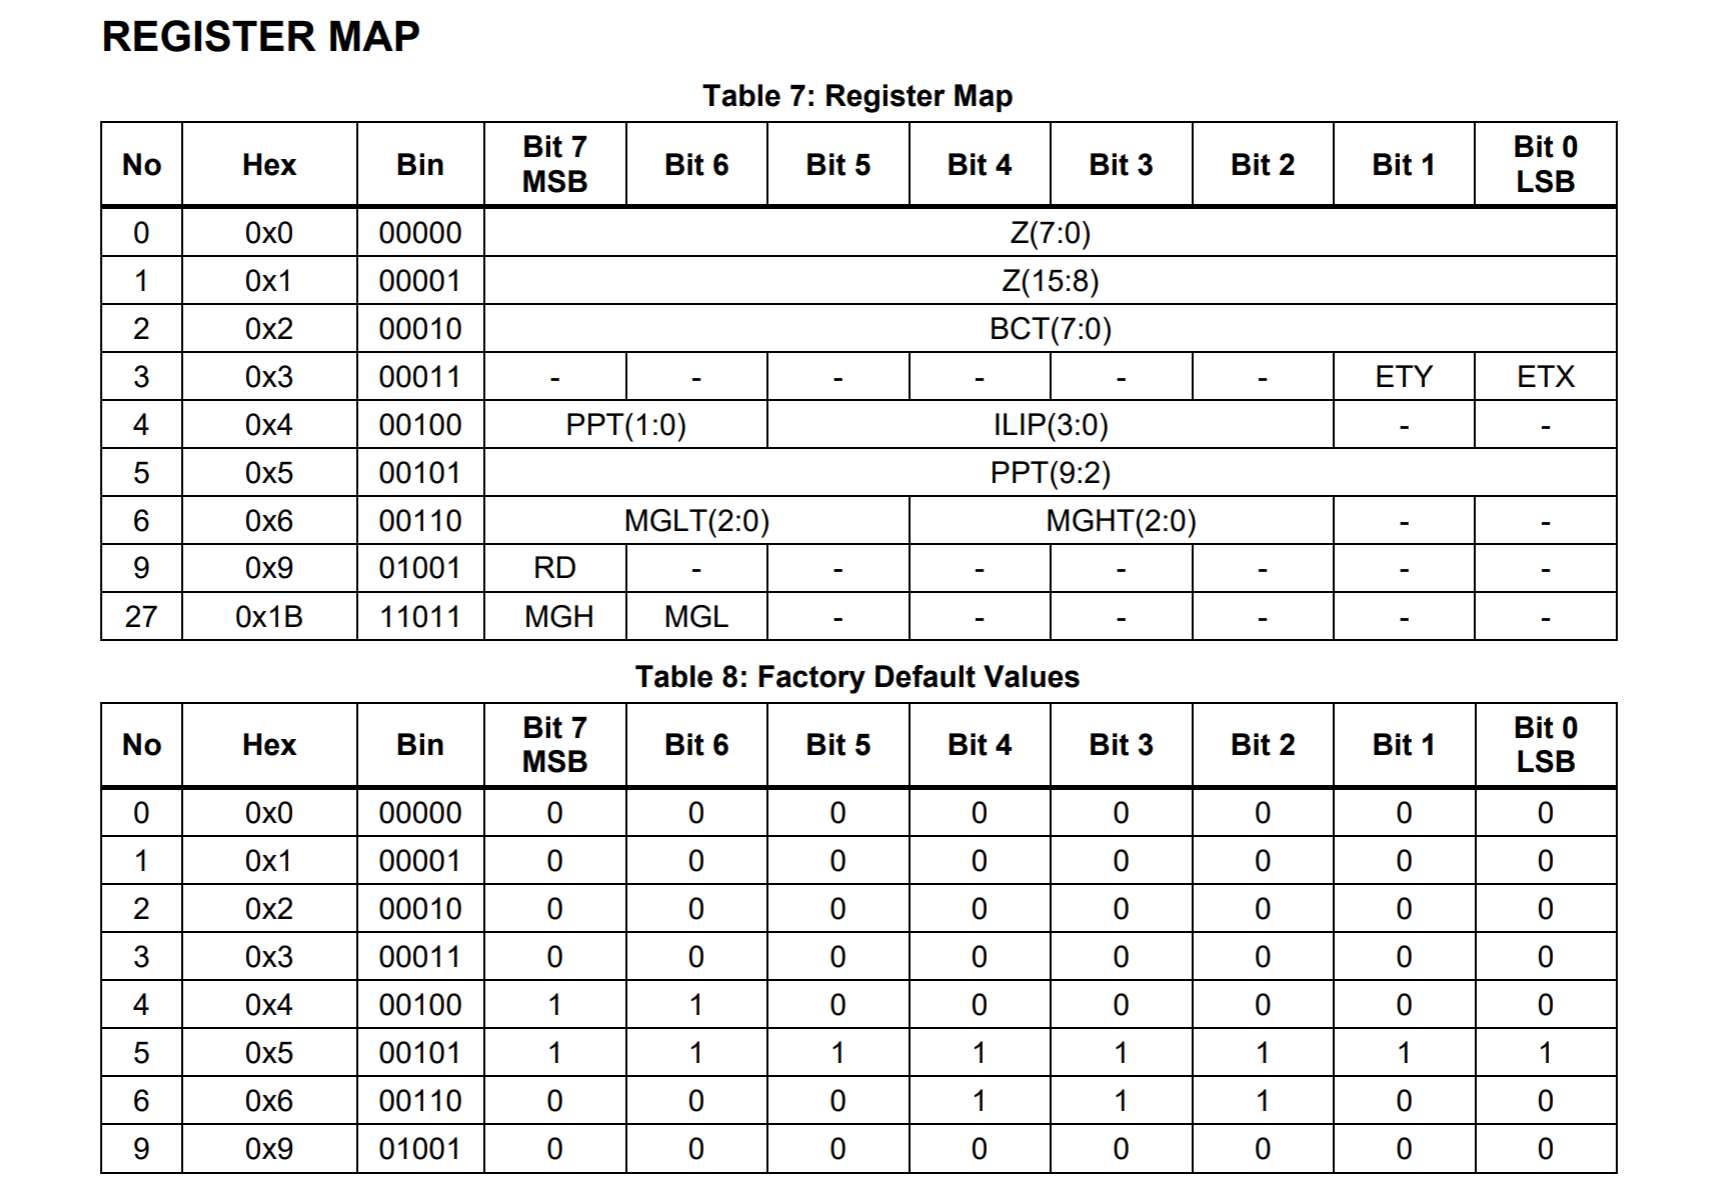 REGISTER MAP
Table 7: Register Map
No Hex Bin Bit 7 MSB Bit 6 Bit 5 Bit 4 Bit 3 Bit 2 Bit 1 Bit 0 LSB
0 0x0 00000 Z(7:0)
1 0x1 00001 Z(15:8)
2 0x2 00010 BCT(7:0)
3 0x3 00011 - - - - - - ETY ETX
4 0x4 00100 PPT(1:0) ILIP(3:0) - -
5 0x5 00101 PPT(9:2)
6 0x6 00110 MGLT(2:0) MGHT(2:0) - -
9 0x9 01001 RD - - - - - - -
27 0x1B 11011 MGH MGL - - - - - -
Table 8: Factory Default Values
No Hex Bin Bit 7 MSB Bit 6 Bit 5 Bit 4 Bit 3 Bit 2 Bit 1 Bit 0 LSB
0 0x0 00000 0 0 0 0 0 0 0 0
1 0x1 00001 0 0 0 0 0 0 0 0
2 0x2 00010 0 0 0 0 0 0 0 0
3 0x3 00011 0 0 0 0 0 0 0 0
4 0x4 00100 1 1 0 0 0 0 0 0
5 0x5 00101 1 1 1 1 1 1 1 1
6 0x6 00110 0 0 0 1 1 1 0 0
9 0x9 01001 0 0 0 0 0 0 0 0